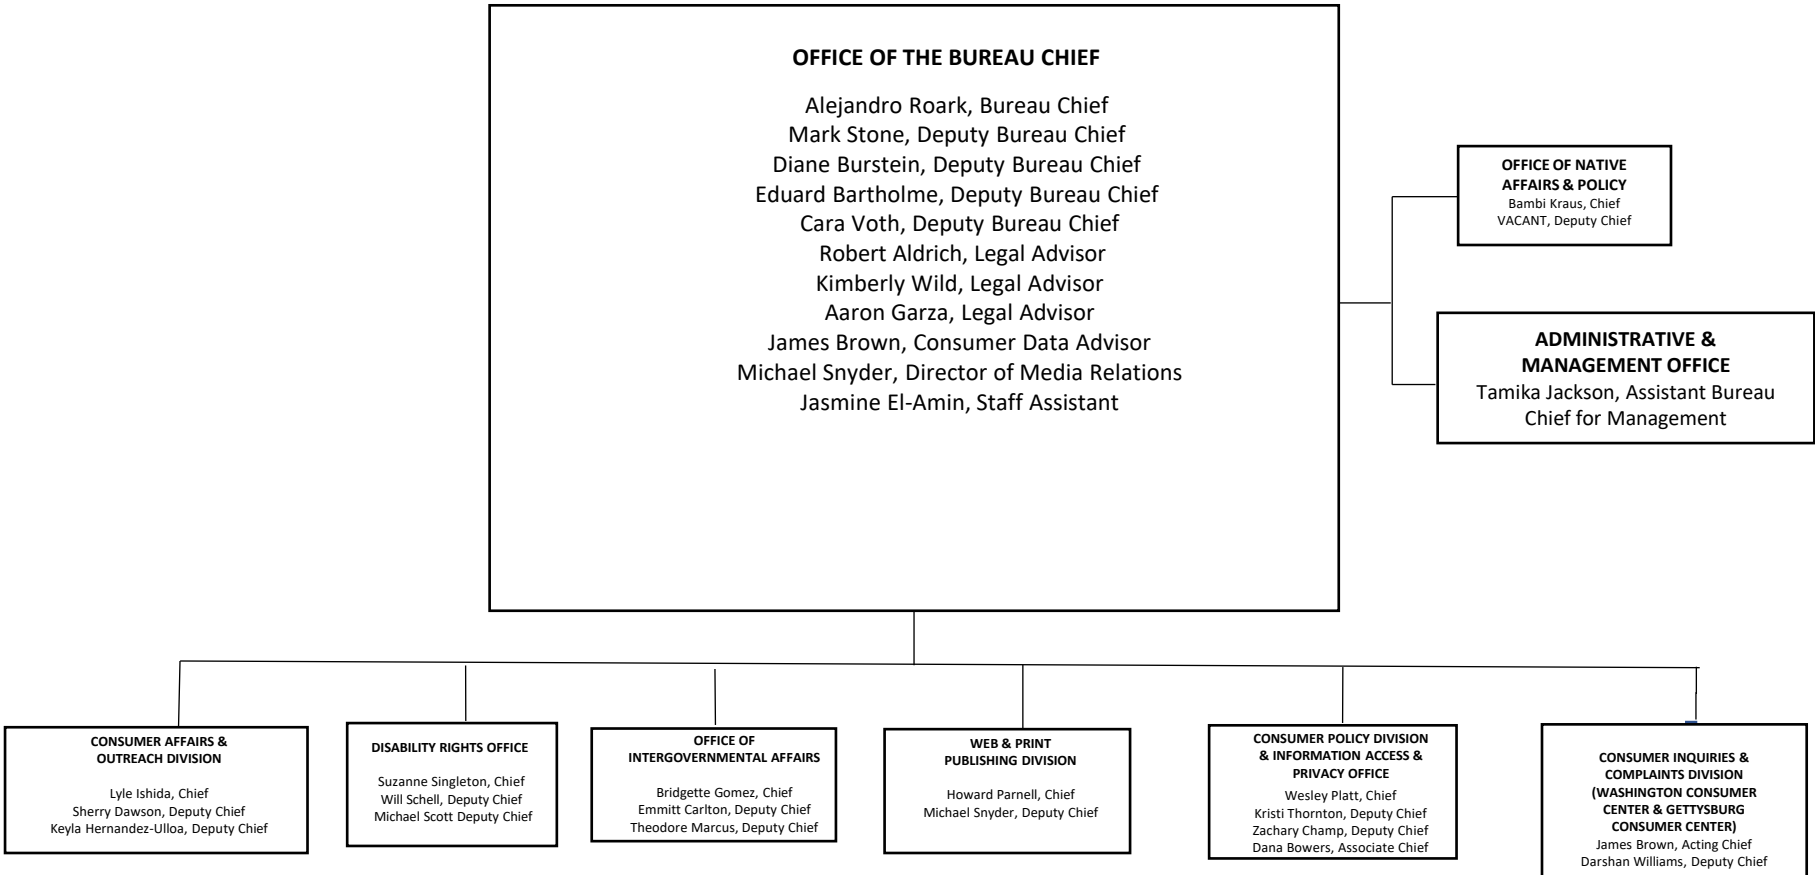 OFFICE OF THE BUREAU CHIEF
Alejandro Roark, Bureau Chief
Mark Stone, Deputy Bureau Chief
Diane Burstein, Deputy Bureau Chief
Eduard Bartholme, Deputy Bureau Chief
Cara Voth, Deputy Bureau Chief
Robert Aldrich, Legal Advisor
Kimberly Wild, Legal Advisor
Aaron Garza, Legal Advisor
James Brown, Consumer Data Advisor
Michael Snyder, Director of Media Relations
Jasmine El-Amin, Staff Assistant
OFFICE OF NATIVE
AFFAIRS & POLICY
Bambi Kraus, Chief
VACANT, Deputy Chief
ADMINISTRATIVE &
MANAGEMENT OFFICE
Tamika Jackson, Assistant Bureau
Chief for Management
CONSUMER AFFAIRS &
OUTREACH DIVISION
Lyle Ishida, Chief
Sherry Dawson, Deputy Chief
Keyla Hernandez-Ulloa, Deputy Chief
DISABILITY RIGHTS OFFICE
Suzanne Singleton, Chief
Will Schell, Deputy Chief
Michael Scott Deputy Chief
OFFICE OF
INTERGOVERNMENTAL AFFAIRS
Bridgette Gomez, Chief
Emmitt Carlton, Deputy Chief
Theodore Marcus, Deputy Chief
WEB & PRINT
PUBLISHING DIVISION
Howard Parnell, Chief
Michael Snyder, Deputy Chief
CONSUMER POLICY DIVISION
& INFORMATION ACCESS &
PRIVACY OFFICE
Wesley Platt, Chief
Kristi Thornton, Deputy Chief
Zachary Champ, Deputy Chief
Dana Bowers, Associate Chief
CONSUMER INQUIRIES &
COMPLAINTS DIVISION
(WASHINGTON CONSUMER
CENTER & GETTYSBURG
CONSUMER CENTER)
James Brown, Acting Chief
Darshan Williams, Deputy Chief